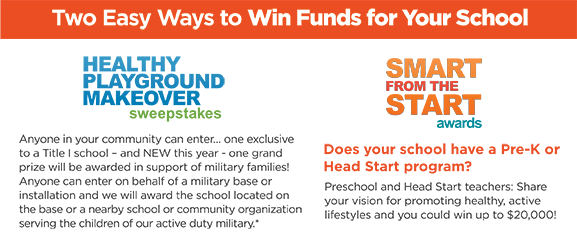 Two Easy Ways to Win Funds for Your School
HEALTHY
PLAYGROUND
MAKEOVER
sweepstakes
Anyone in your community can enter... one exclusive
to a Title I school – and NEW this year - one grand
prize will be awarded in support of military families!
Anyone can enter on behalf of a military base or
installation and we will award the school located on
the base or a nearby school or community organization
serving the children of our active duty military.*
SMART
FROM THE
START
awards
Does your school have a Pre-K or
Head Start program?
Preschool and Head Start teachers: Share
your vision for promoting healthy, active
lifestyles and you could win up to $20,000!